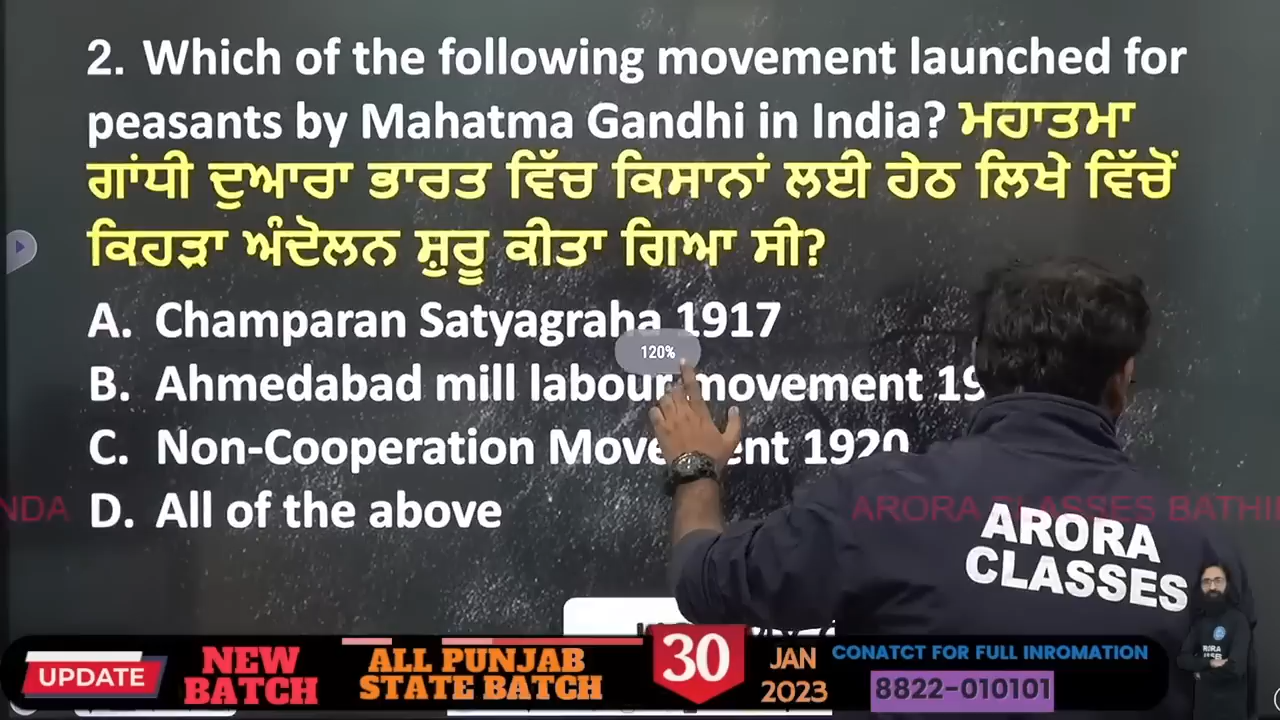 2. Which of the following movement launched for
peasants by Mahatma Gandhi in India? ਮਹਾਤਮਾ
ਗਾਂਧੀ ਦੁਆਰਾ ਭਾਰਤ ਵਿੱਚ ਕਿਸਾਨਾਂ ਲਈ ਹੇਠ ਲਿਖੇ ਵਿੱਚੋਂ
ਕਿਹੜਾ ਅੰਦੋਲਨ ਸ਼ੁਰੂ ਕੀਤਾ ਗਿਆ ਸੀ?
A. Champaran Satyagraha 1917
120%
B. Ahmedabad mill labour movement 19
C. Non-Cooperation Movement 1920
D. All of the above
NDA
ARORA CLASSES BATHI
ARORA
CLASSES
UPDATE
NEW
BATCH
ALL PUNJAB
STATE BATCH
30
JAN
2023
CONATCT FOR FULL INROMATION
8822-010101